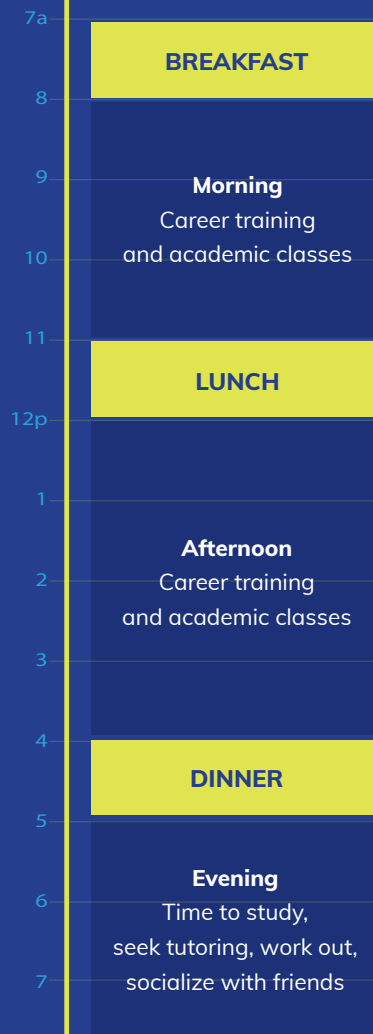 7a
BREAKFAST
8
9
Morning
Career training
10
and academic classes
11
LUNCH
12p
1
Afternoon
2
Career training
and academic classes
3
4
DINNER
5
Evening
6
Time to study,
seek tutoring, work out,
7
socialize with friends